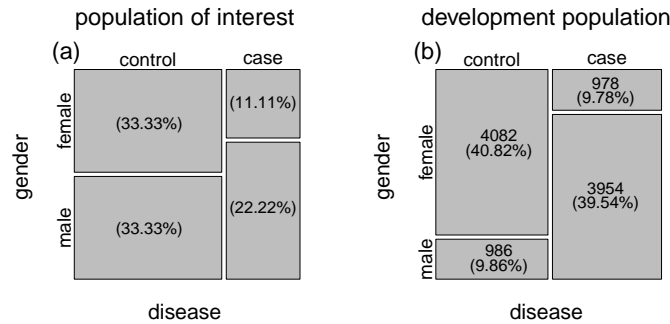 population of interest
(a)
control
case
female
male
gender
(33.33%)
(11.11%)
(33.33%)
(22.22%)
disease
development population
(b)
control
case
female
male
gender
4082
(40.82%)
978
(9.78%)
986
(9.86%)
3954
(39.54%)
disease